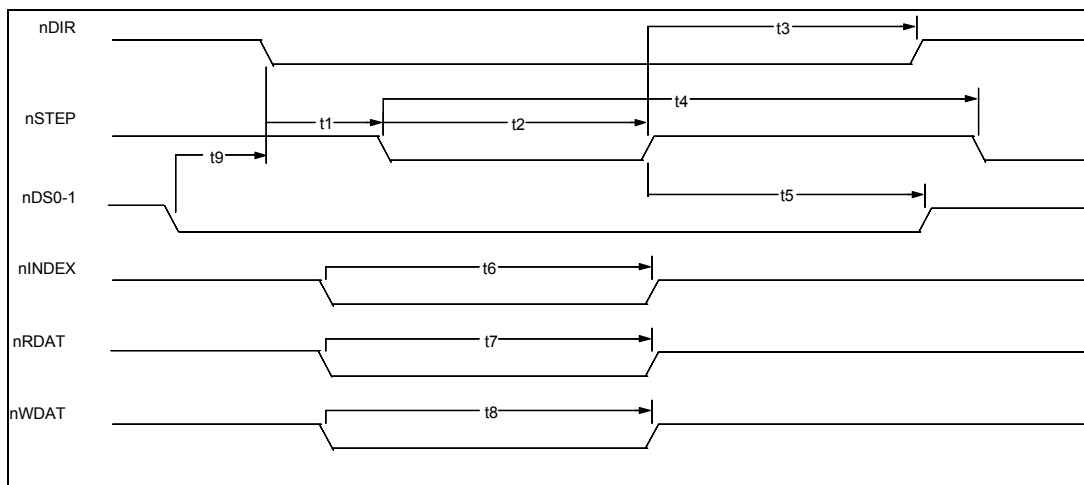 nDIR
t3
nSTEP
t4
t1
t2
t9
nDS0-1
t5
nINDEX
t6
nRDAT
t7
nWDAT
t8